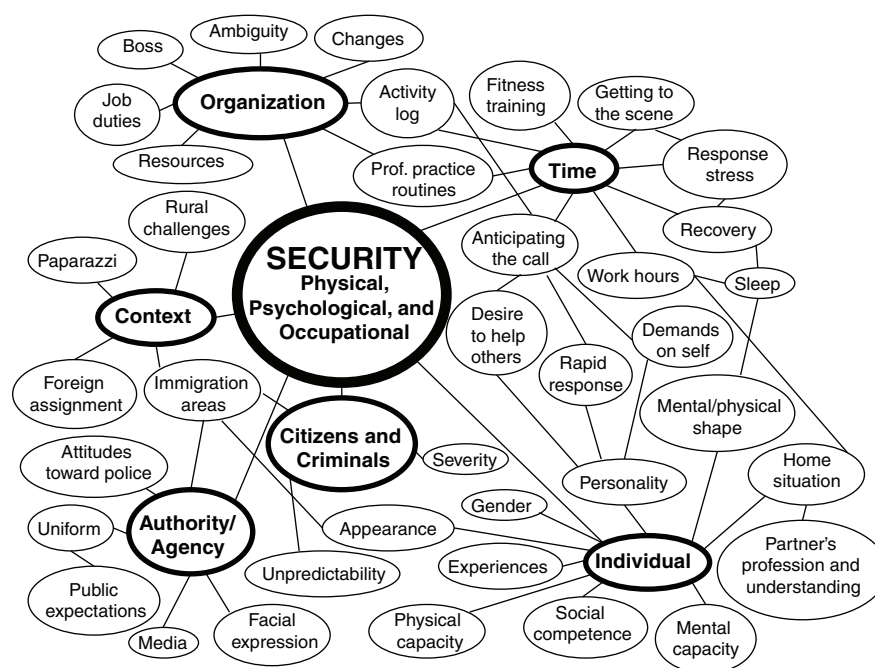 Ambiguity
Changes
Boss
Organization
Job
duties
Resources
Activity
log
Prof. practice
routines
Fitness
training
Getting to
the scene
Time
Response
stress
Recovery
Rural
challenges
Paparazzi
Context
SECURITY
Physical,
Psychological, and
Occupational
Anticipating
the call
Work hours
Sleep
Desire
to help
others
Demands
on self
Rapid
response
Foreign
assignment
Immigration
areas
Citizens and
Criminals
Severity
Mental/physical
shape
Attitudes
toward police
Personality
Home
situation
Uniform
Authority/
Agency
Appearance
Gender
Individual
Unpredictability
Experiences
Partner's
profession and
understanding
Public
expectations
Media
Facial
expression
Physical
capacity
Social
competence
Mental
capacity